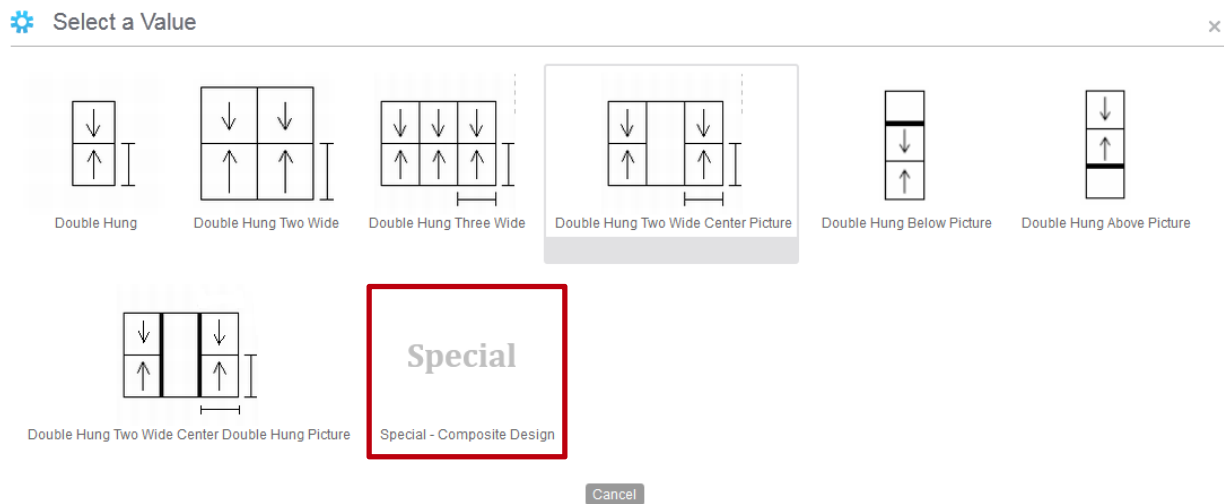 Select a Value
×
Double Hung
Double Hung Two Wide
Double Hung Three Wide
Double Hung Two Wide Center Picture
Double Hung Below Picture
Double Hung Above Picture
Special
Double Hung Two Wide Center Double Hung Picture
Special - Composite Design
Cancel